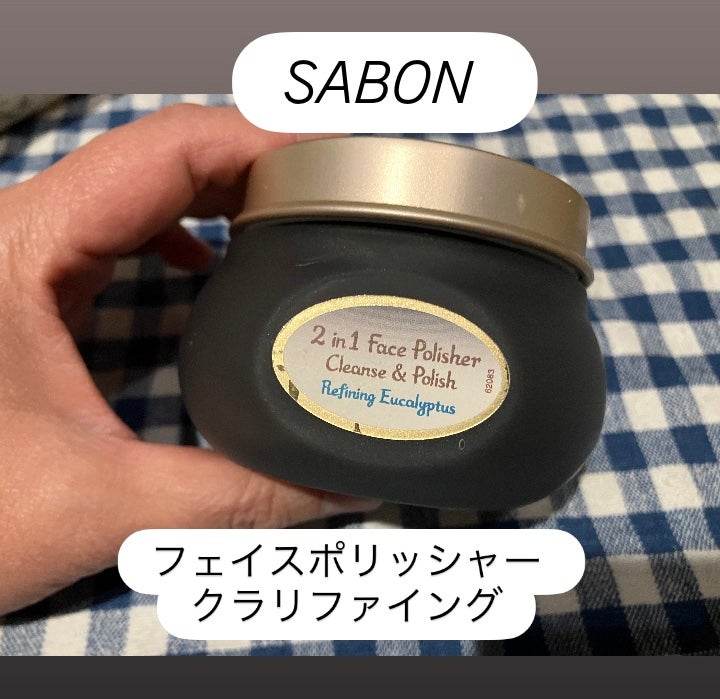 SABON
2 in 1 Face Polisher
Cleanse & Polish
Refining Eucalyptus
62083
フェイスポリッシャー
クラリファイング